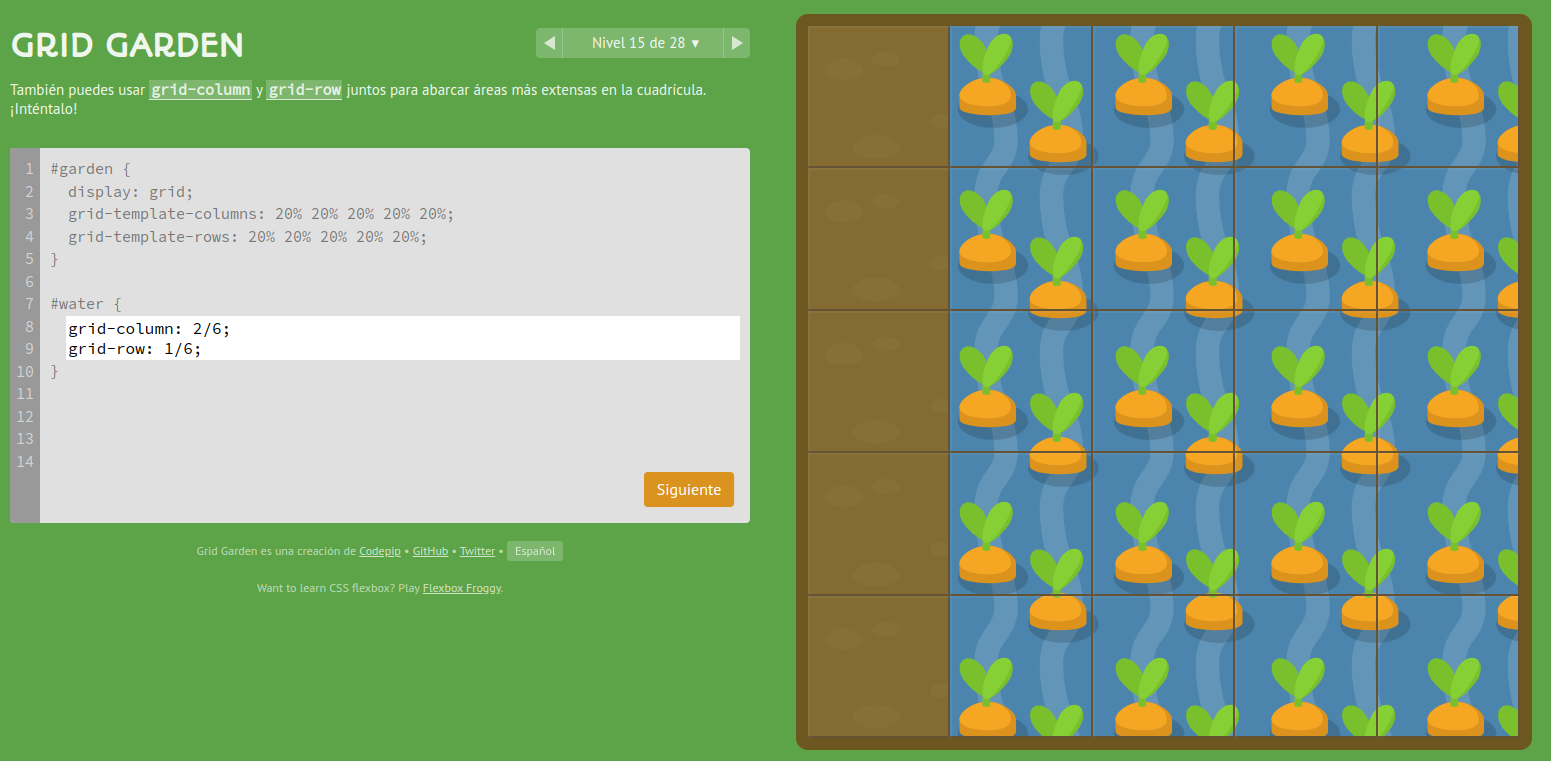 GRID GARDEN
◀ Nivel 15 de 28 ▾ ▶
También puedes usar grid-column y grid-row juntos para abarcar áreas más extensas en la cuadrícula.
¡Inténtalo!
1 #garden {
2 display: grid;
3 grid-template-columns: 20% 20% 20% 20% 20%;
4 grid-template-rows: 20% 20% 20% 20% 20%;
5 }
6
7 #water {
8 grid-column: 2/6;
9 grid-row: 1/6;
10 }
11
12
13
14
Siguiente
Grid Garden es una creación de Codepip • GitHub • Twitter • Español
Want to learn CSS flexbox? Play Flexbox Froggy.